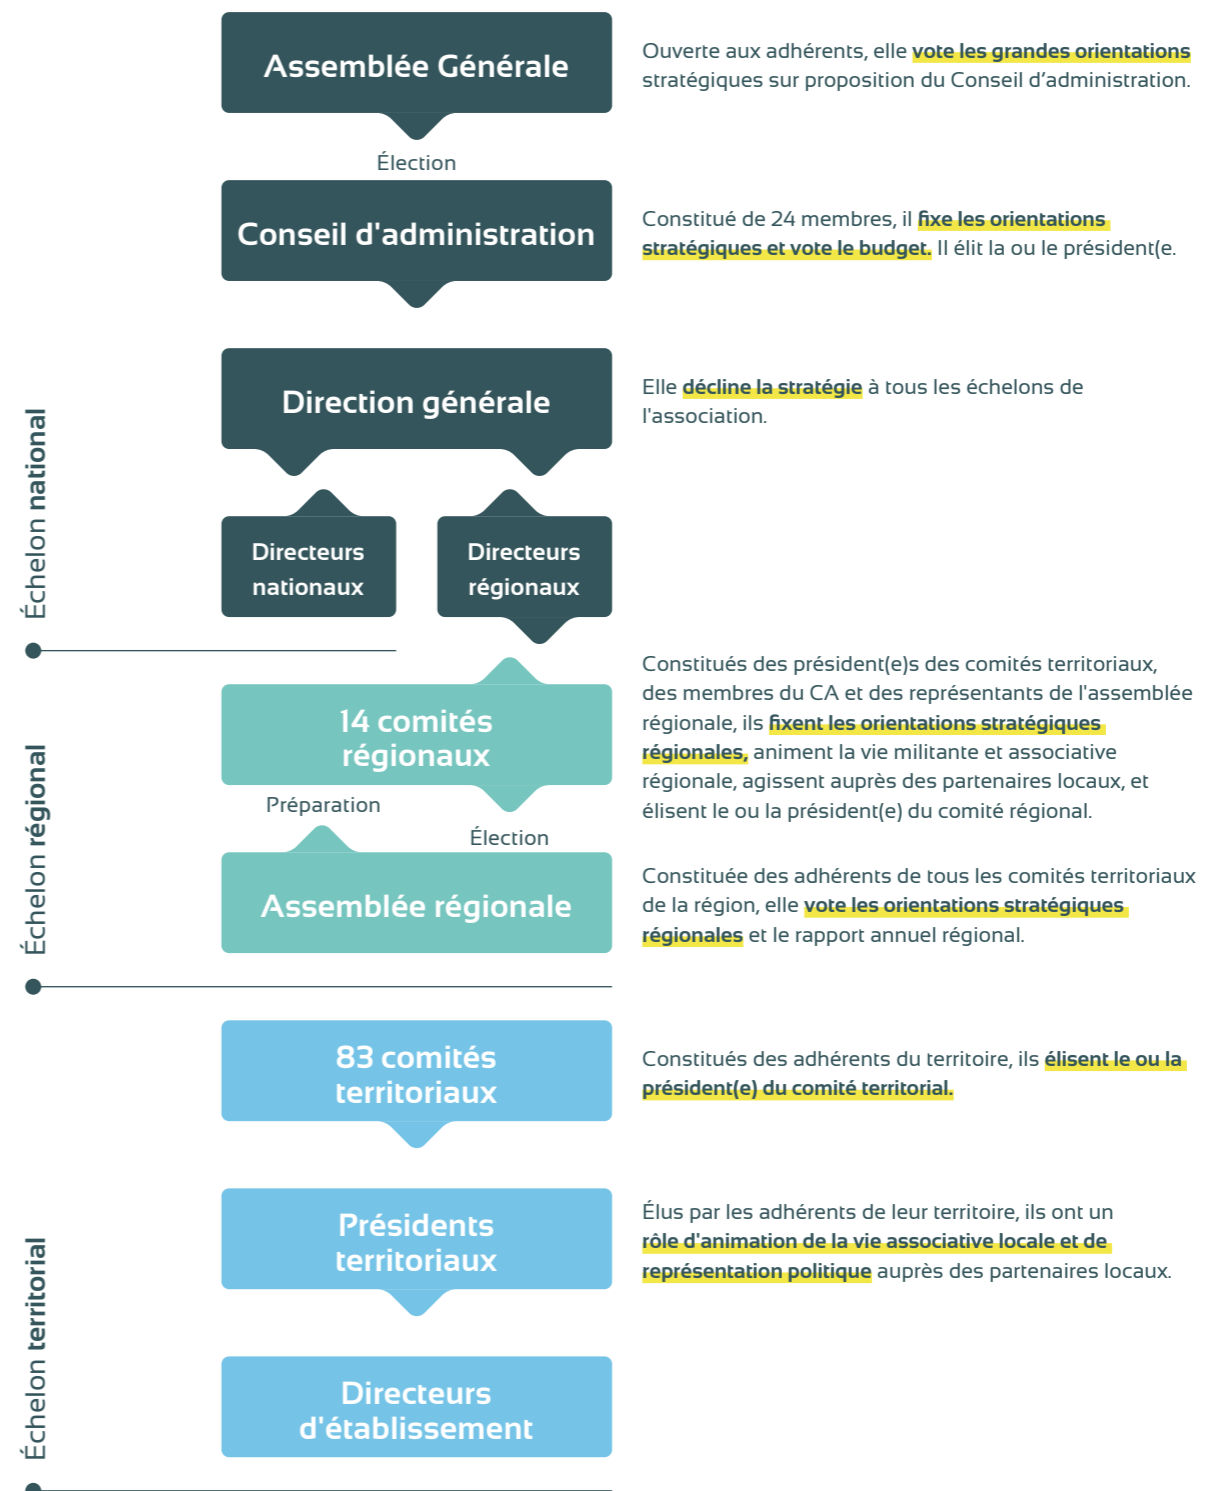 Assemblée Générale
Ouverte aux adhérents, elle vote les grandes orientations
stratégiques sur proposition du Conseil d'administration.
Élection
Conseil d'administration
Constitué de 24 membres, il fixe les orientations
stratégiques et vote le budget. Il élit la ou le président(e.
Direction générale
Elle décline la stratégie à tous les échelons de
l'association.
Directeurs
nationaux
Directeurs
régionaux
Échelon national
14 comités
régionaux
Constitués des président(e)s des comités territoriaux,
des membres du CA et des représentants de l'assemblée
régionale, ils fixent les orientations stratégiques
régionales, animent la vie militante et associative
régionale, agissent auprès des partenaires locaux, et
élisent le ou la président(e) du comité régional.
Préparation
Élection
Assemblée régionale
Constituée des adhérents de tous les comités territoriaux
de la région, elle vote les orientations stratégiques
régionales et le rapport annuel régional.
Échelon régional
83 comités
territoriaux
Constitués des adhérents du territoire, ils élisent le ou la
président(e) du comité territorial.
Présidents
territoriaux
Élus par les adhérents de leur territoire, ils ont un
rôle d'animation de la vie associative locale et de
représentation politique auprès des partenaires locaux.
Directeurs
d'établissement
Échelon territorial